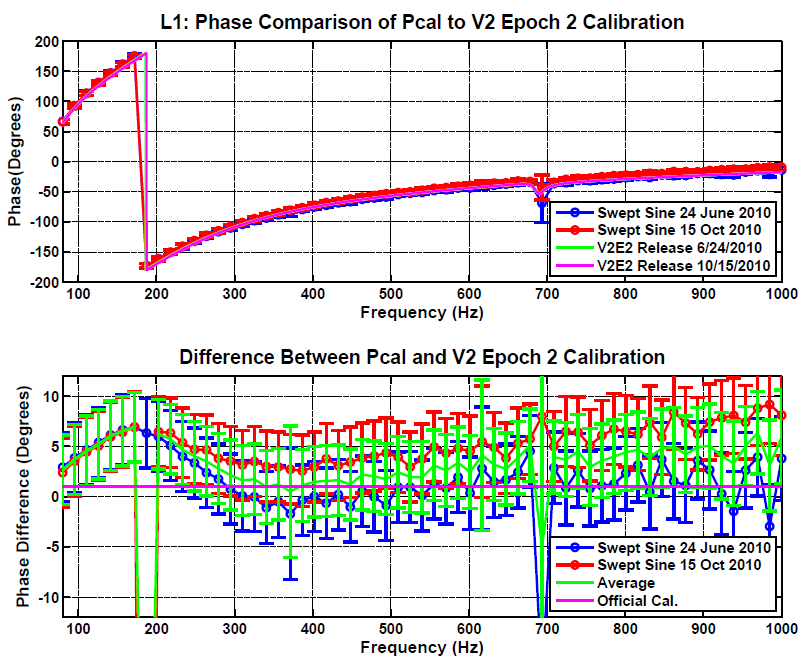 L1: Phase Comparison of Pcal to V2 Epoch 2 Calibration
Phase(Degrees)
200
150
100
50
0
-50
-100
-150
-200
Swept Sine 24 June 2010
Swept Sine 15 Oct 2010
V2E2 Release 6/24/2010
V2E2 Release 10/15/2010
100 200 300 400 500 600 700 800 900 1000
Frequency (Hz)
Difference Between Pcal and V2 Epoch 2 Calibration
Phase Difference (Degrees)
10
5
0
-5
-10
Swept Sine 24 June 2010
Swept Sine 15 Oct 2010
Average
Official Cal.
100 200 300 400 500 600 700 800 900 1000
Frequency (Hz)